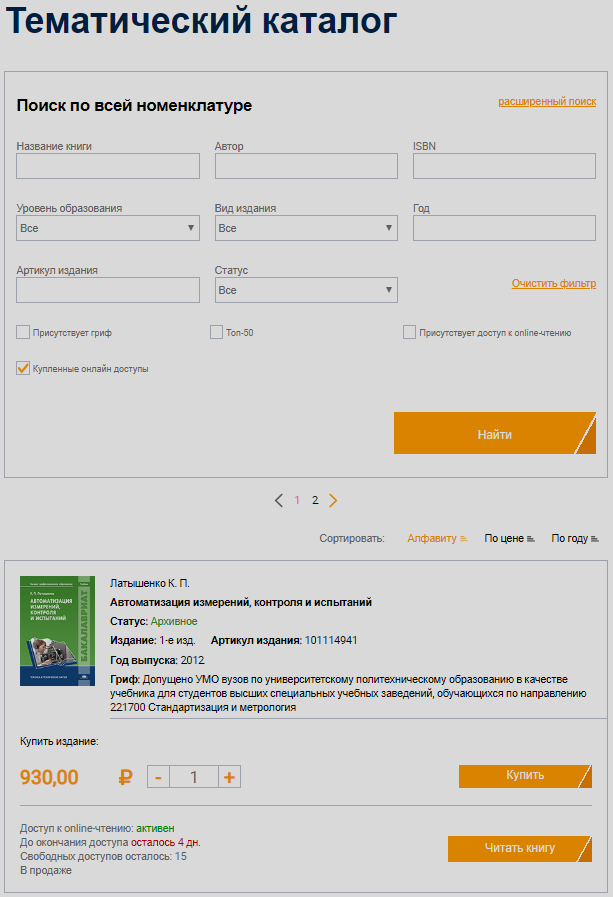 Тематический каталог
Поиск по всей номенклатуре
расширенный поиск
Название книги
Автор
ISBN
Уровень образования
Вид издания
Год
Все
Все
Артикул издания
Статус
Все
Очистить фильтр
Присутствует гриф
Топ-50
Присутствует доступ к online-чтению
Купленные онлайн доступы
Найти
1 2
Сортировать: Алфавиту По цене По году
АВТОМАТИЗАЦИЯ
ИЗМЕРЕНИЙ,
КОНТРОЛЯ
И ИСПЫТАНИЙ
БАКАЛАВРИАТ
Латышенко К. П.
Автоматизация измерений, контроля и испытаний
Статус: Архивное
Издание: 1-е изд. Артикул издания: 101114941
Год выпуска: 2012
Гриф: Допущено УМО вузов по университетскому политехническому образованию в качестве
учебника для студентов высших специальных учебных заведений, обучающихся по направлению
221700 Стандартизация и метрология
Купить издание:
930,00 ₽ - 1 +
Купить
Доступ к online-чтению: активен
До окончания доступа осталось 4 дн.
Свободных доступов осталось: 15
В продаже
Читать книгу